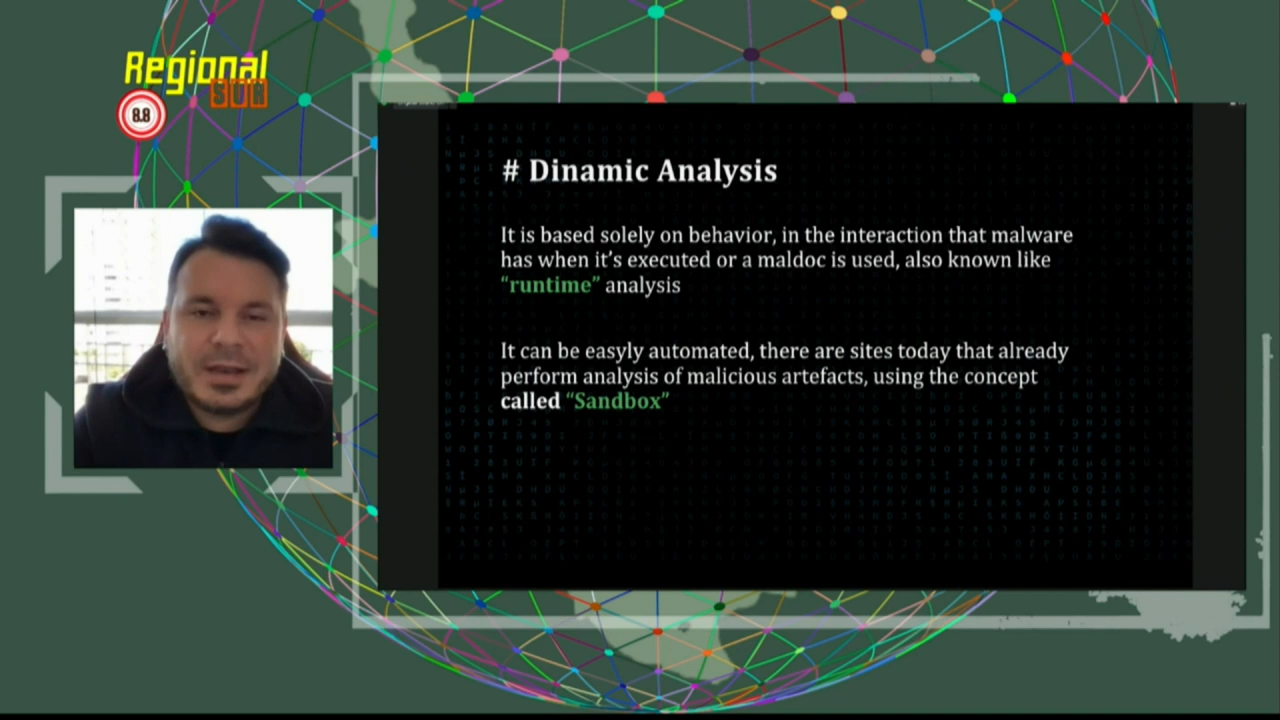 Regional
SUR
8.8
# Dinamic Analysis
It is based solely on behavior, in the interaction that malware
has when it's executed or a maldoc is used, also known like
“runtime” analysis
It can be easyly automated, there are sites today that already
perform analysis of malicious artefacts, using the concept
called “Sandbox”